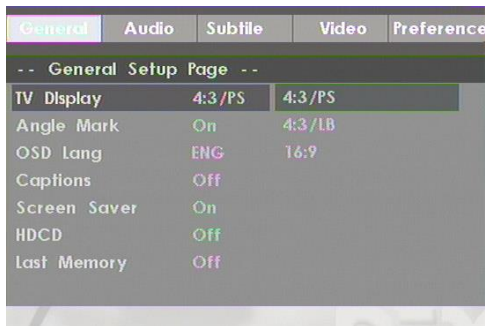 General Audio Subtile Video Preference
-- General Setup Page --
TV Display 4:3/PS 4:3/PS
Angle Mark On 4:3/LB
OSD Lang ENG 16:9
Captions Off
Screen Saver On
HDCD Off
Last Memory Off